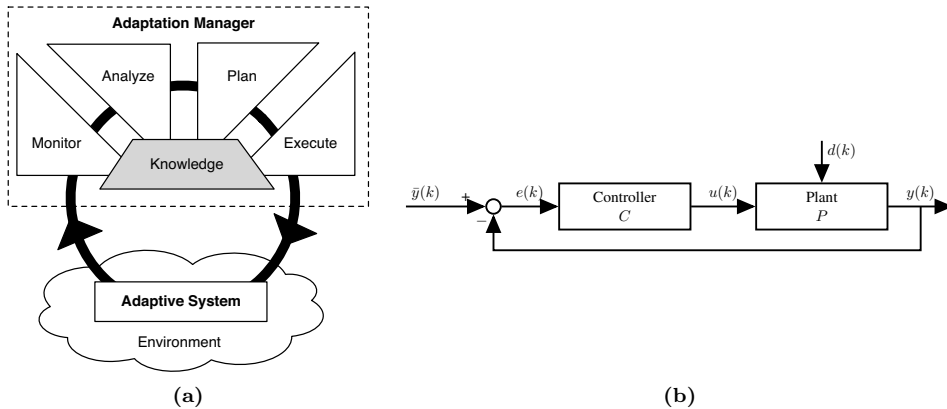 Adaptation Manager
Analyze
Plan
Monitor
Execute
Knowledge
Adaptive System
Environment
(a)
d(k)
ȳ(k)
+
−
e(k)
Controller
C
u(k)
Plant
P
y(k)
(b)